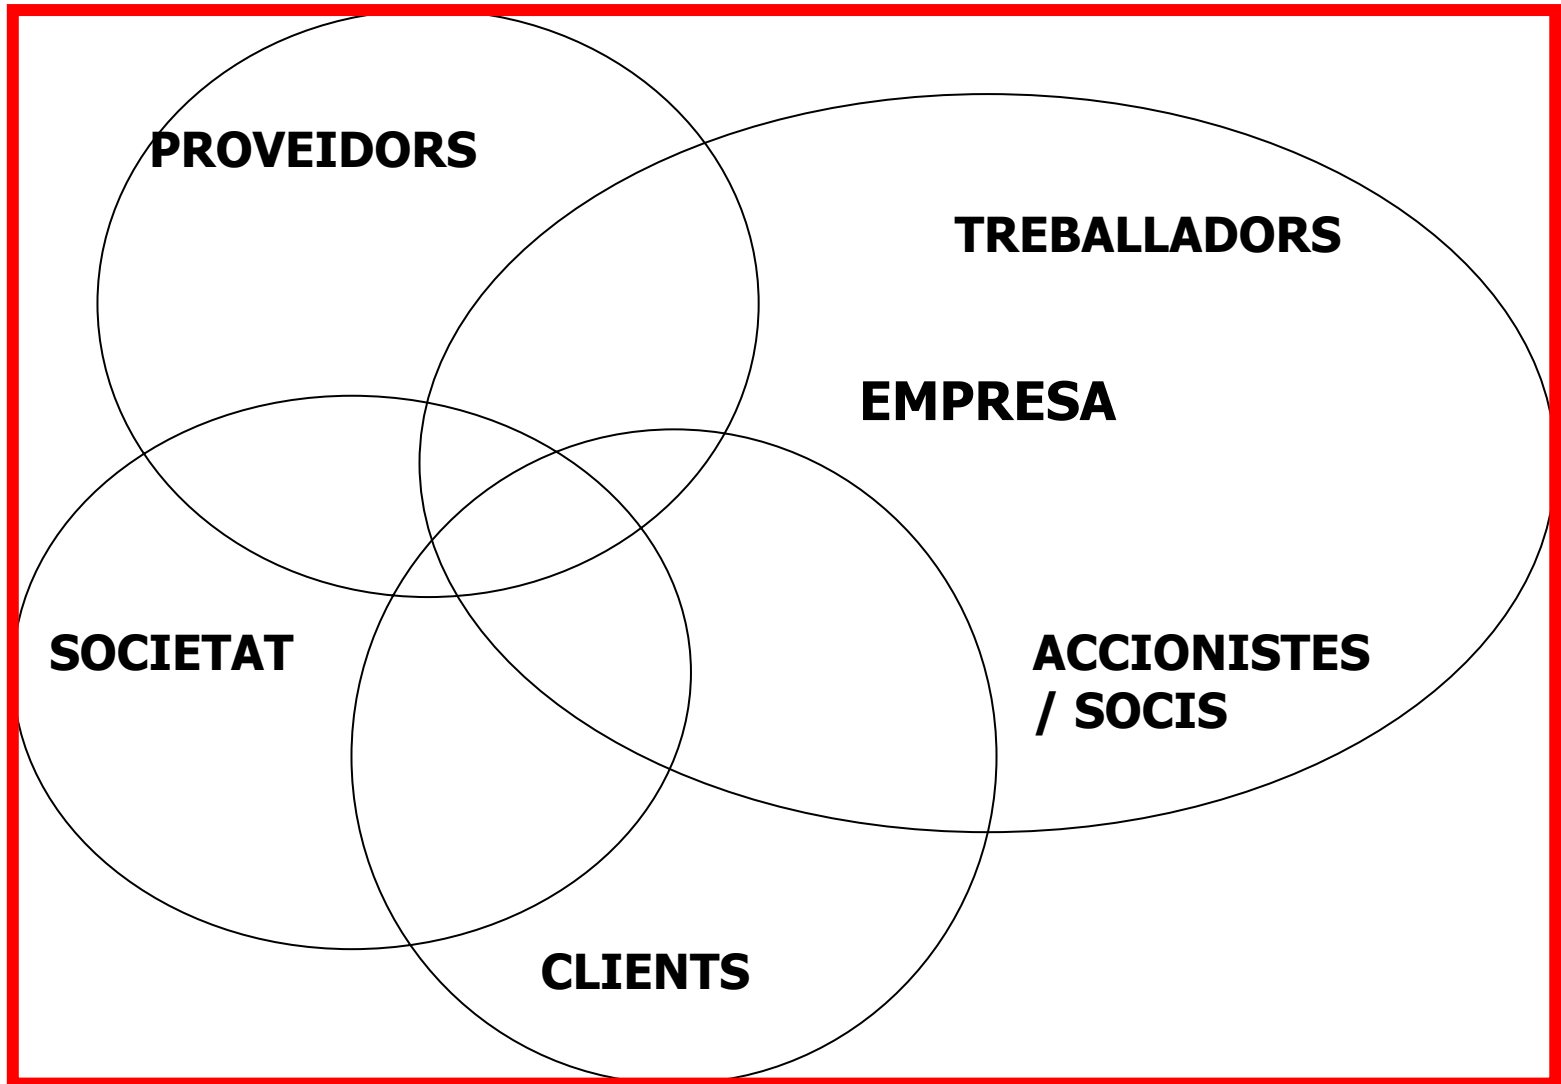 PROVEIDORS
TREBALLADORS
EMPRESA
SOCIETAT
ACCIONISTES
/ SOCIS
CLIENTS